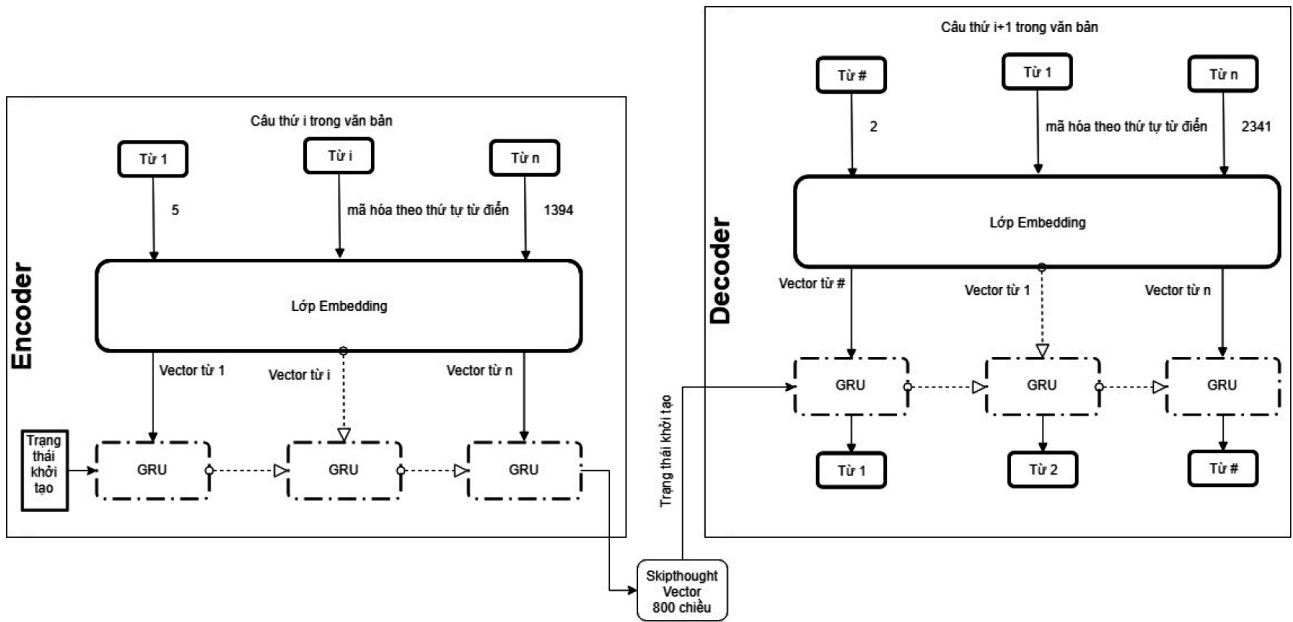 Encoder
Câu thứ i trong văn bản
Từ 1
Từ i
Từ n
5
mã hóa theo thứ tự từ điển
1394
Lớp Embedding
Vector từ 1
Vector từ i
Vector từ n
Trạng
thái
khởi
tạo
GRU
GRU
GRU
Skipthought
Vector
800 chiều
Trạng thái khởi tạo
Decoder
Câu thứ i+1 trong văn bản
Từ #
Từ 1
Từ n
2
mã hóa theo thứ tự từ điển
2341
Lớp Embedding
Vector từ #
Vector từ 1
Vector từ n
GRU
GRU
GRU
Từ 1
Từ 2
Từ #